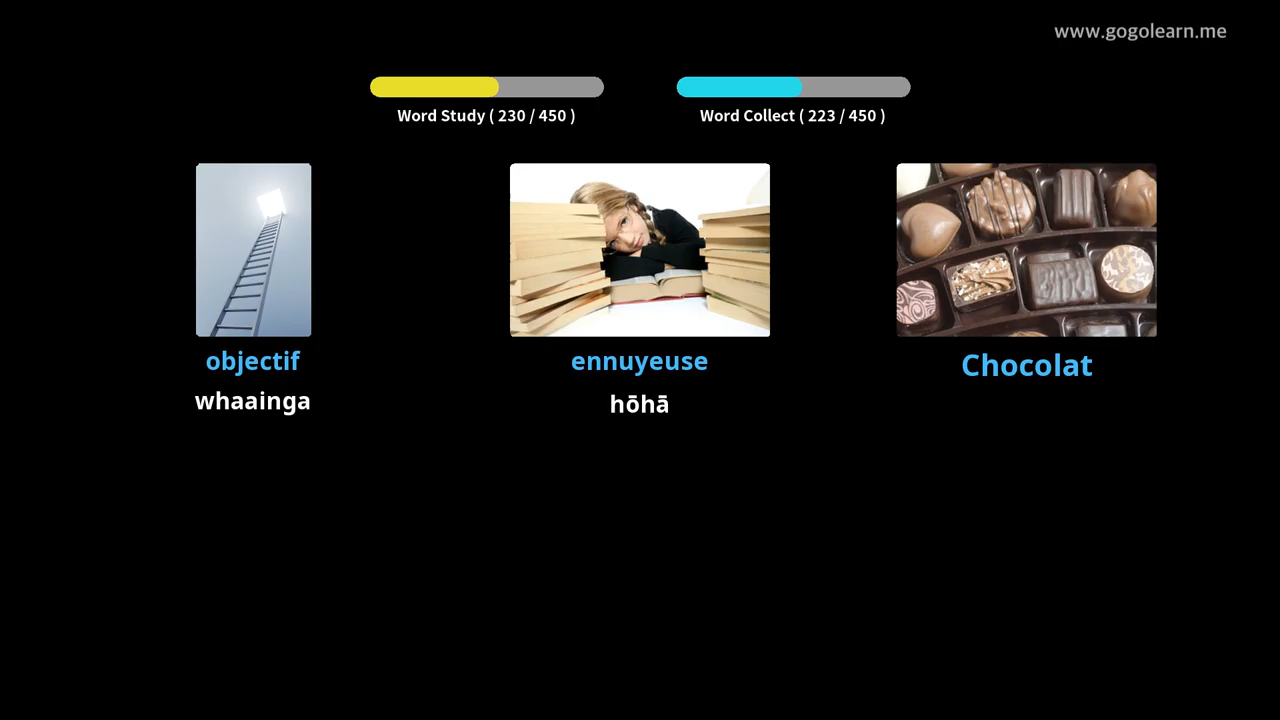 www.gogolearn.me
Word Study ( 230 / 450 )
Word Collect ( 223 / 450 )
objectif
whaainga
ennuyeuse
hōhā
Chocolat